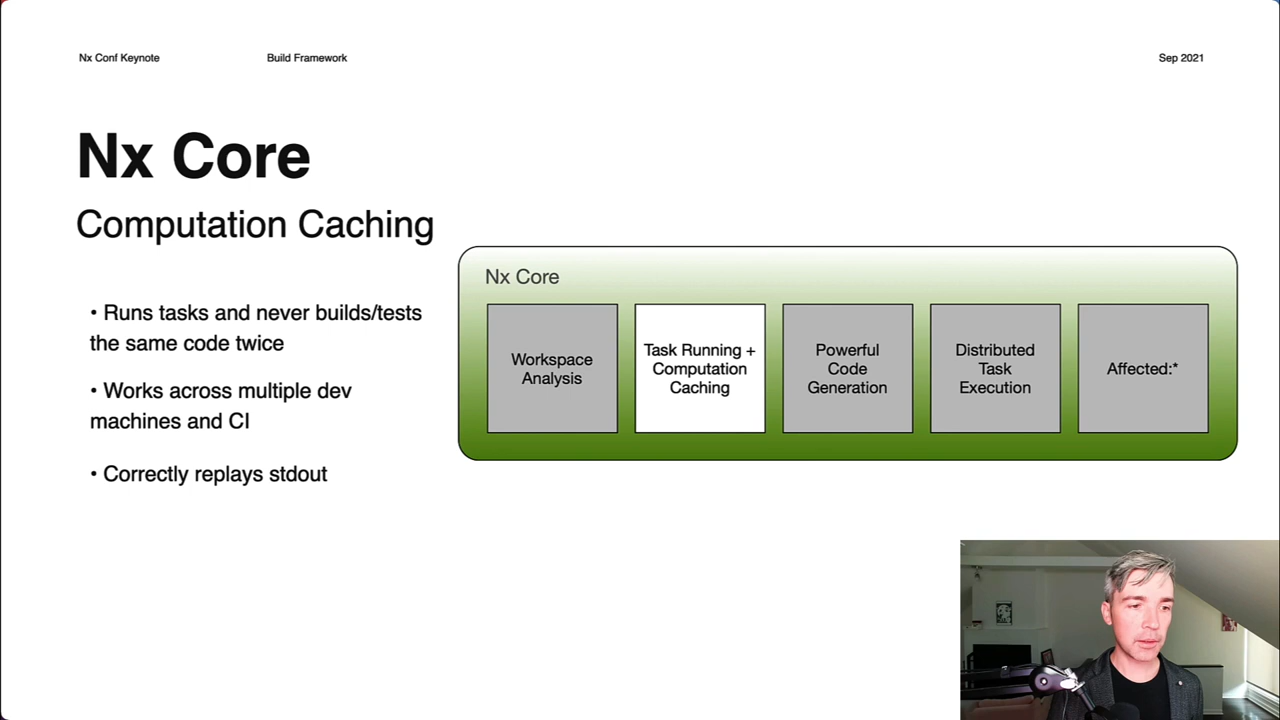 Nx Conf Keynote
Build Framework
Sep 2021
Nx Core
Computation Caching
• Runs tasks and never builds/tests
the same code twice
• Works across multiple dev
machines and CI
• Correctly replays stdout
Nx Core
Workspace
Analysis
Task Running +
Computation
Caching
Powerful
Code
Generation
Distributed
Task
Execution
Affected:*